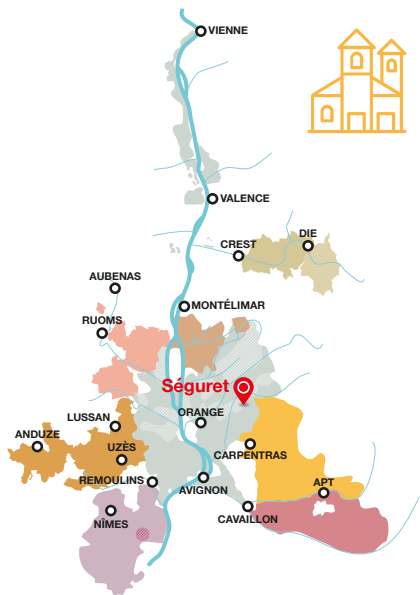 VIENNE
VALENCE
DIE
CREST
AUBENAS
MONTÉLIMAR
RUOMS
Séguret
ORANGE
LUSSAN
ANDUZE
UZÈS
CARPENTRAS
REMOULINS
AVIGNON
APT
CAVAILLON
NÎMES